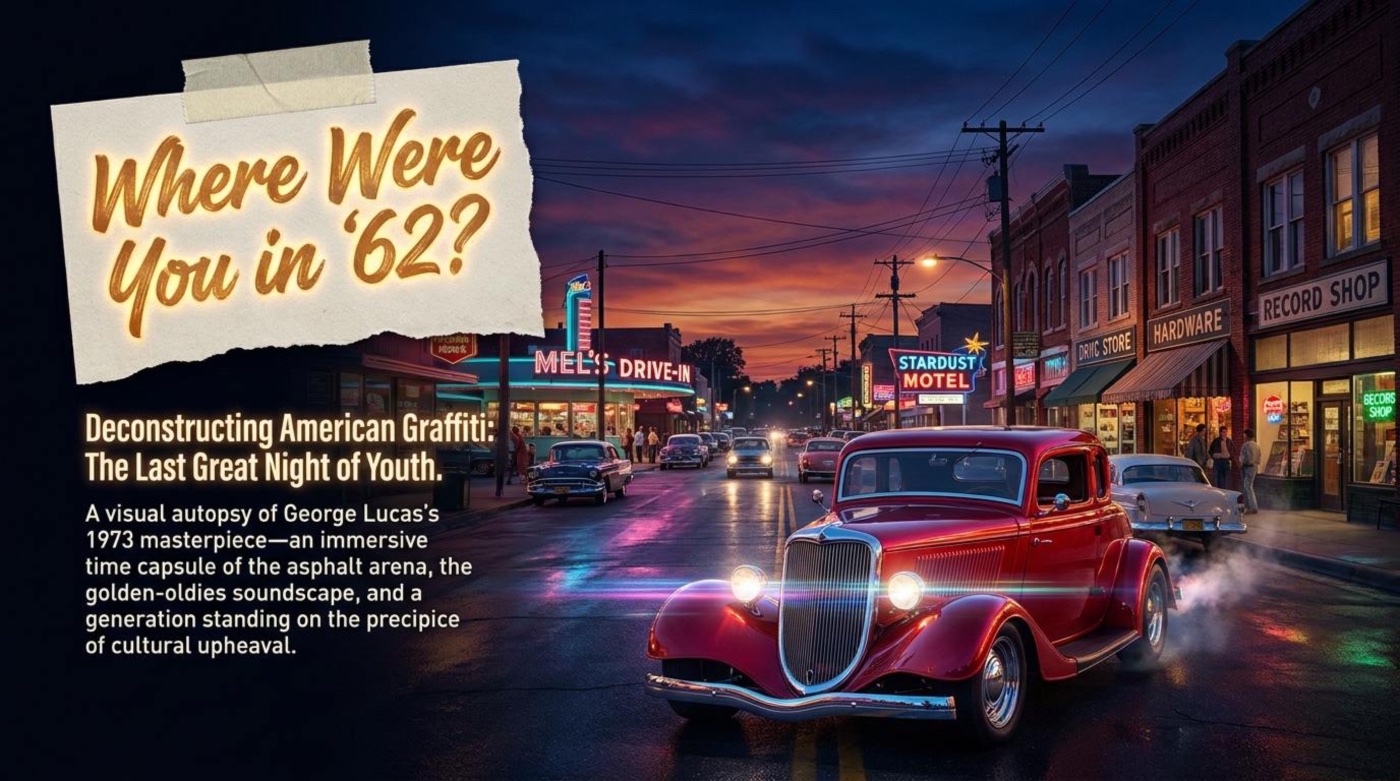 Where Were
You in ‘62?
Deconstructing American Graffiti:
The Last Great Night of Youth.
A visual autopsy of George Lucas’s
1973 masterpiece—an immersive
time capsule of the asphalt arena, the
golden-oldies soundscape, and a
generation standing on the precipice
of cultural upheaval.
MEL'S DRIVE-IN
STARDUST
MOTEL
STORE
HARDWARE
RECORD SHOP
SHOP